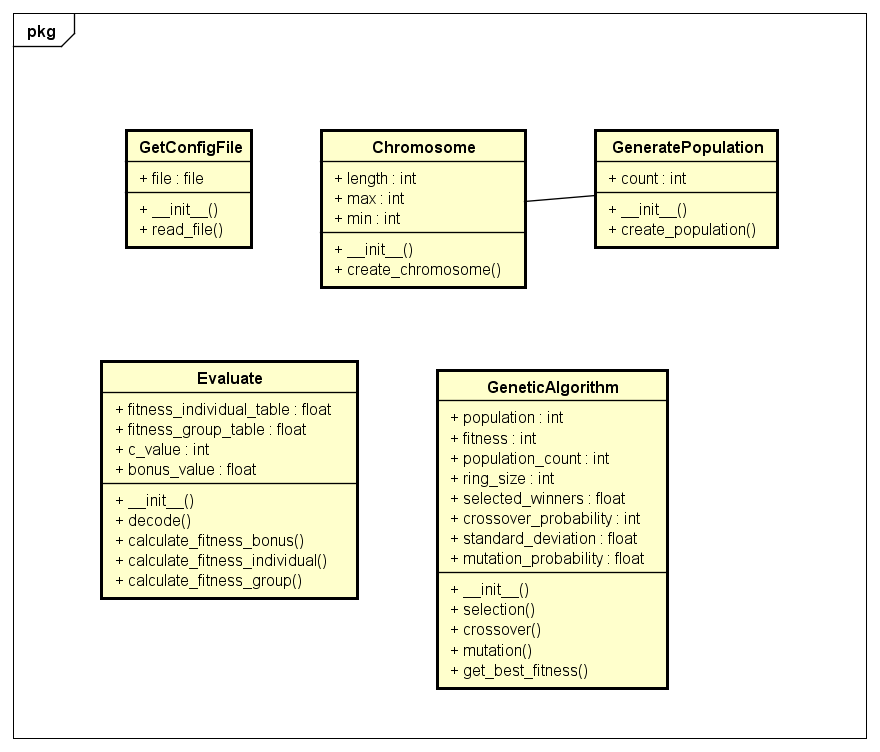 pkg
GetConfigFile
+ file : file
+ __init__()
+ read_file()
Chromosome
+ length : int
+ max : int
+ min : int
+ __init__()
+ create_chromosome()
GeneratePopulation
+ count : int
+ __init__()
+ create_population()
Evaluate
+ fitness_individual_table : float
+ fitness_group_table : float
+ c_value : int
+ bonus_value : float
+ __init__()
+ decode()
+ calculate_fitness_bonus()
+ calculate_fitness_individual()
+ calculate_fitness_group()
GeneticAlgorithm
+ population : int
+ fitness : int
+ population_count : int
+ ring_size : int
+ selected_winners : float
+ crossover_probability : int
+ standard_deviation : float
+ mutation_probability : float
+ __init__()
+ selection()
+ crossover()
+ mutation()
+ get_best_fitness()